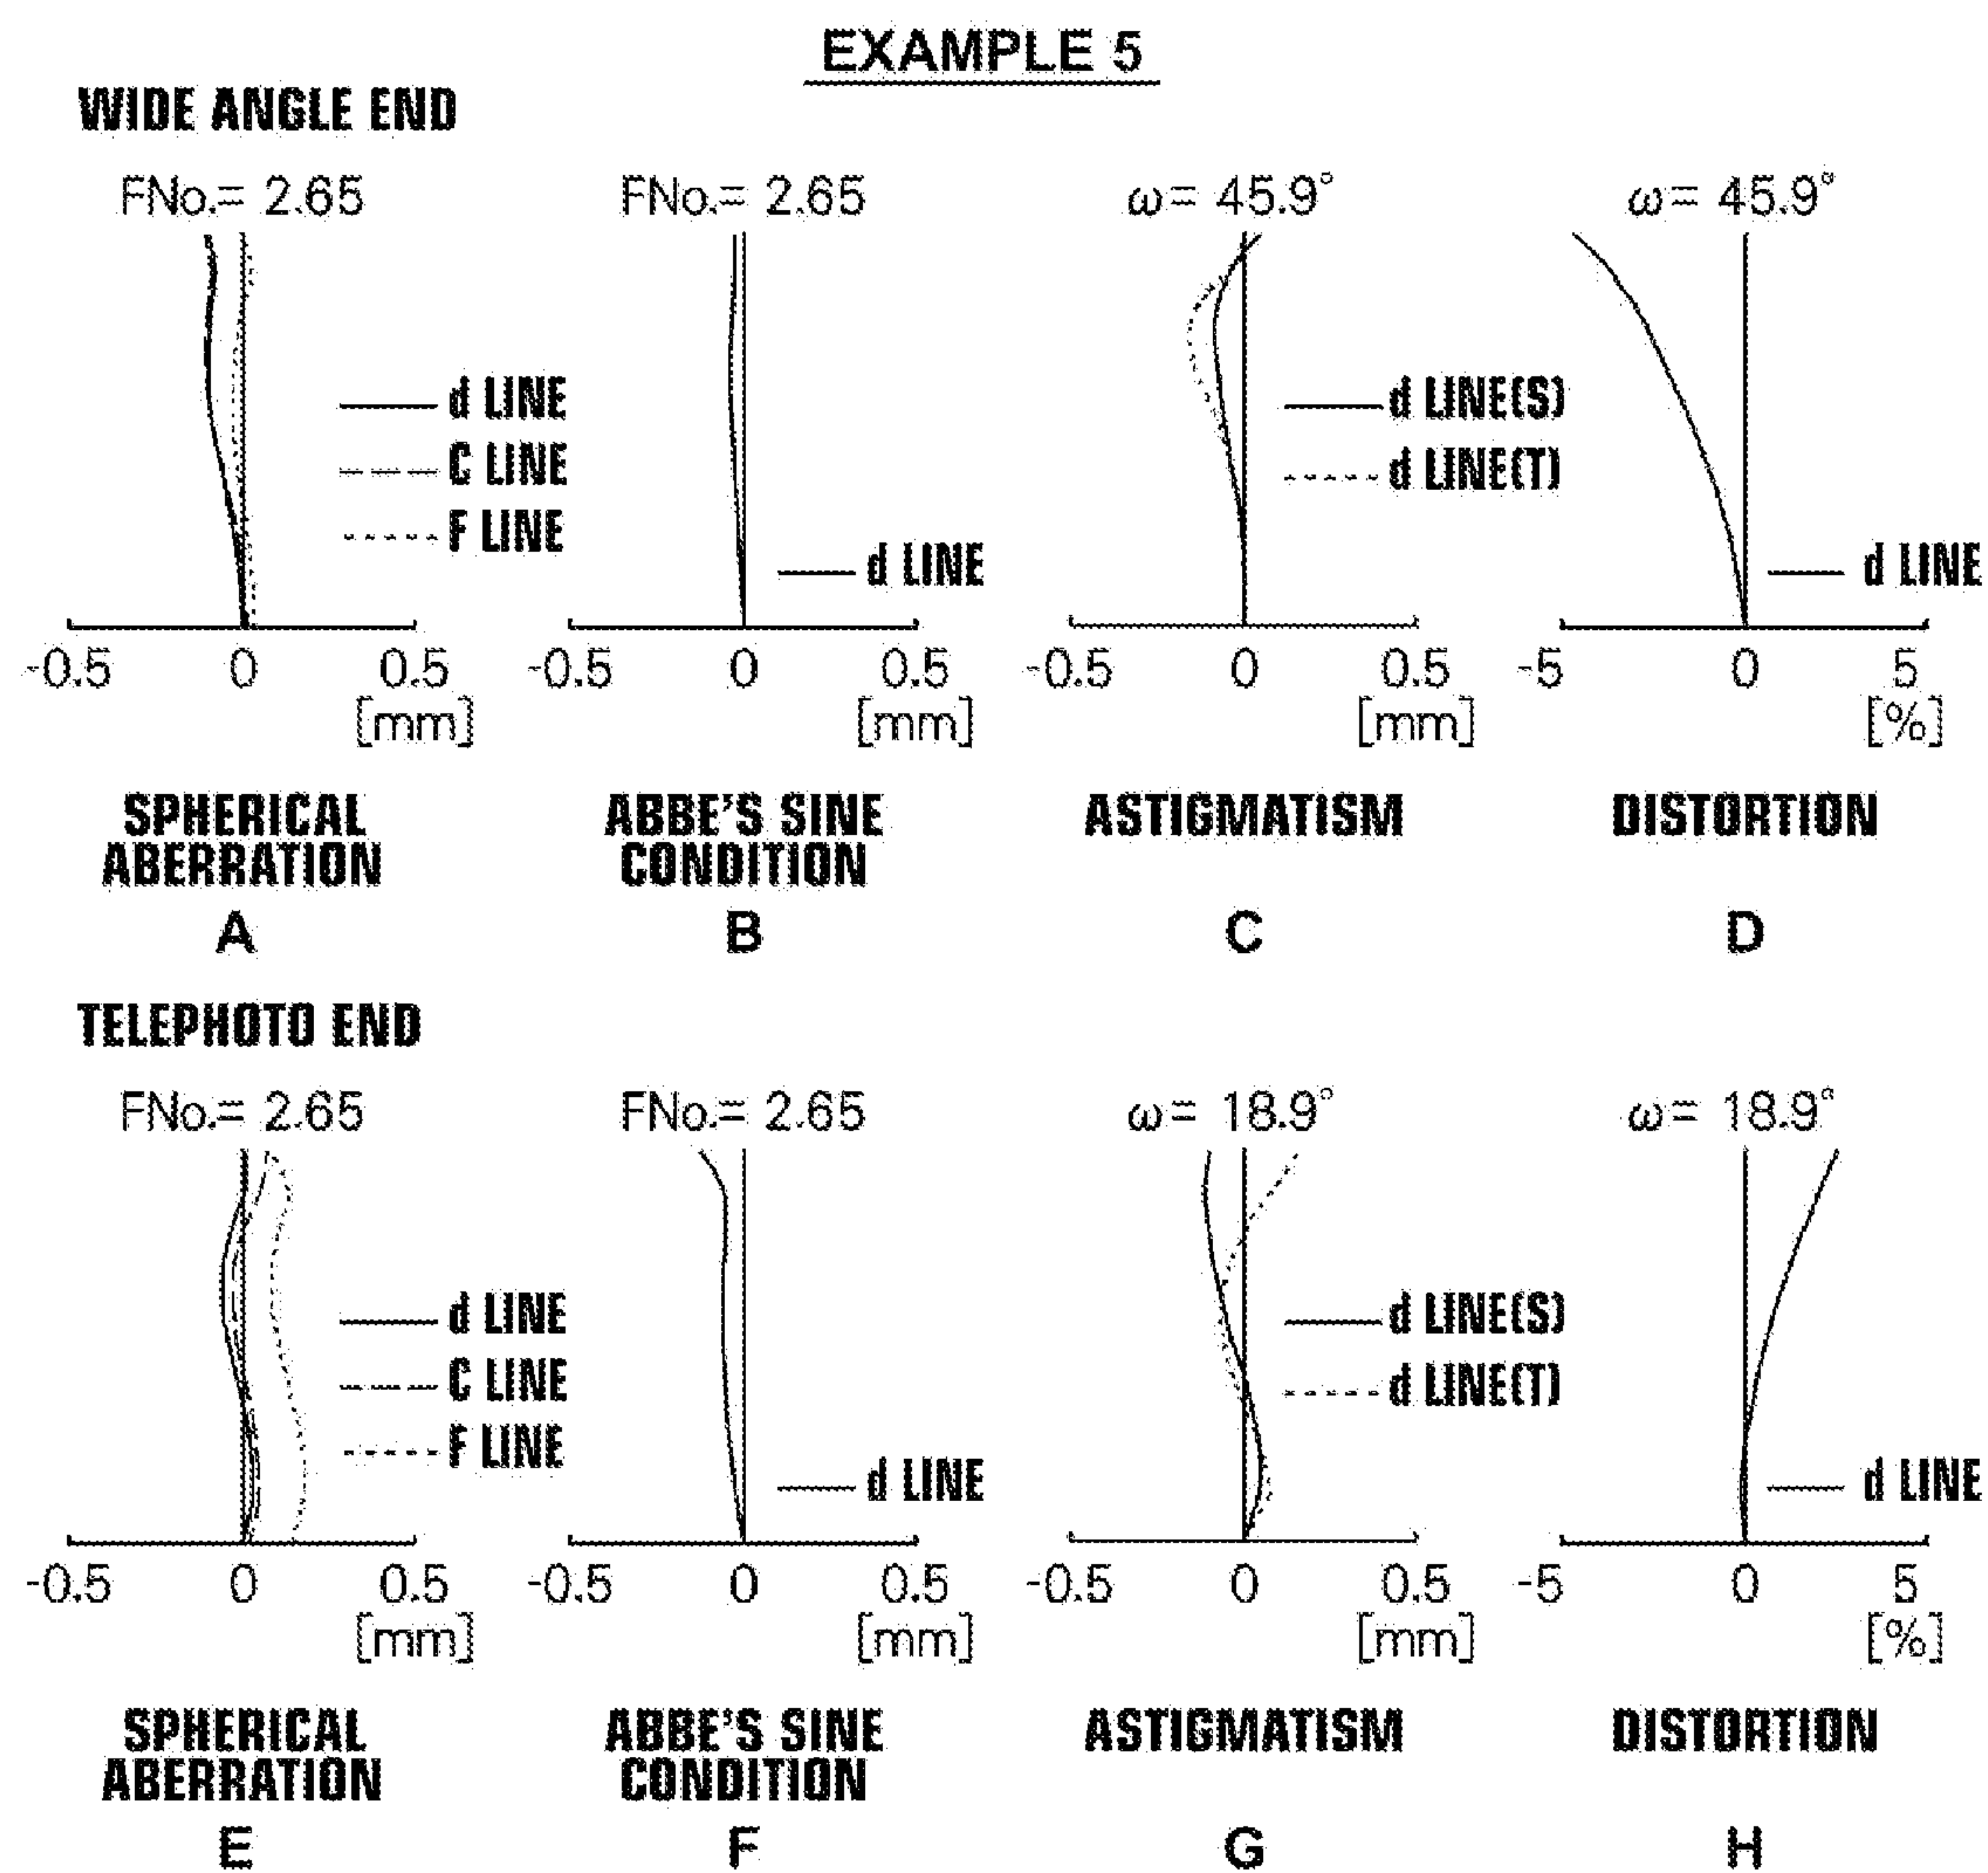 EXAMPLE 5
WIDE ANGLE END
FNo.= 2.65
FNo.= 2.65
ω= 45.9°
ω= 45.9°
d LINE
C LINE
F LINE
d LINE
d LINE(S)
d LINE(T)
d LINE
-0.5 0 0.5
[mm]
-0.5 0 0.5
[mm]
-0.5 0 0.5
[mm]
-5 0 5
[%]
SPHERICAL
ABERRATION
A
ABBE'S SINE
CONDITION
B
ASTIGMATISM
C
DISTORTION
D
TELEPHOTO END
FNo.= 2.65
FNo.= 2.65
ω= 18.9°
ω= 18.9°
d LINE
C LINE
F LINE
d LINE
d LINE(S)
d LINE(T)
d LINE
-0.5 0 0.5
[mm]
-0.5 0 0.5
[mm]
-0.5 0 0.5
[mm]
-5 0 5
[%]
SPHERICAL
ABERRATION
E
ABBE'S SINE
CONDITION
F
ASTIGMATISM
G
DISTORTION
H